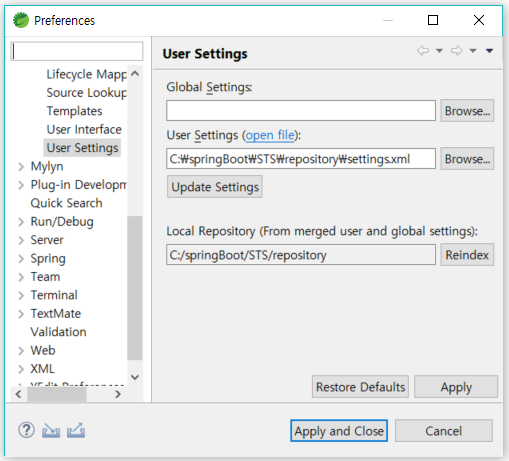 Preferences
User Settings
Lifecycle Mapp
Source Lookup
Templates
User Interface
User Settings
Mylyn
Plug-in Developm
Quick Search
Run/Debug
Server
Spring
Team
Terminal
TextMate
Validation
Web
XML
YEdit Preferences
Global Settings:
Browse...
User Settings (open file):
C:₩springBoot₩STS₩repository₩settings.xml
Browse...
Update Settings
Local Repository (From merged user and global settings):
C:/springBoot/STS/repository
Reindex
Restore Defaults
Apply
Apply and Close
Cancel